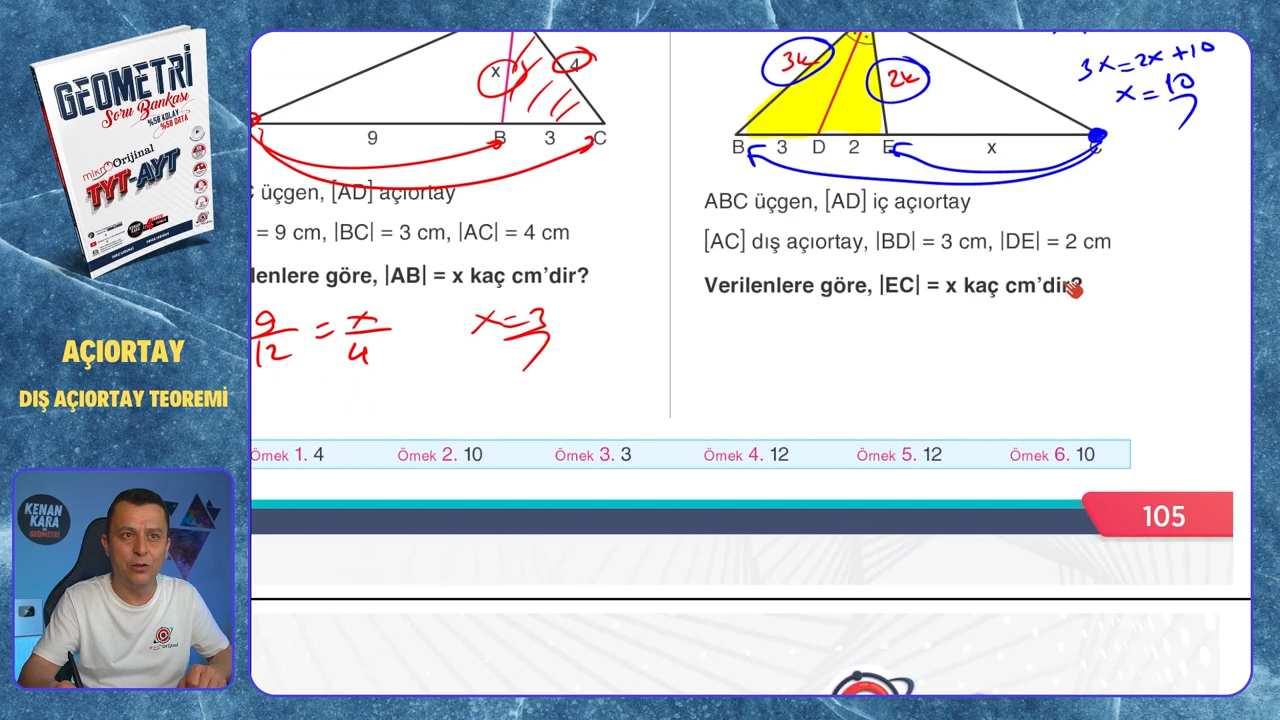 GEOMETRİ
Soru Bankası
%50 KOLAY
%50 ORTA
mikro Orijinal
TYT-AYT
AÇIORTAY
DIŞ AÇIORTAY TEOREMİ
KENAN
KARA
GEOMETRİ
x
4
9
B
3
C
üçgen, [AD] açıortay
= 9 cm, |BC| = 3 cm, |AC| = 4 cm
lenlere göre, |AB| = x kaç cm’dir?
9/12 = x/4
x=3
3k
2k
3x=2x+10
x=10
B 3 D 2 E x C
ABC üçgen, [AD] iç açıortay
[AC] dış açıortay, |BD| = 3 cm, |DE| = 2 cm
Verilenlere göre, |EC| = x kaç cm’dir?
Örnek 1. 4 Örnek 2. 10 Örnek 3. 3 Örnek 4. 12 Örnek 5. 12 Örnek 6. 10
105